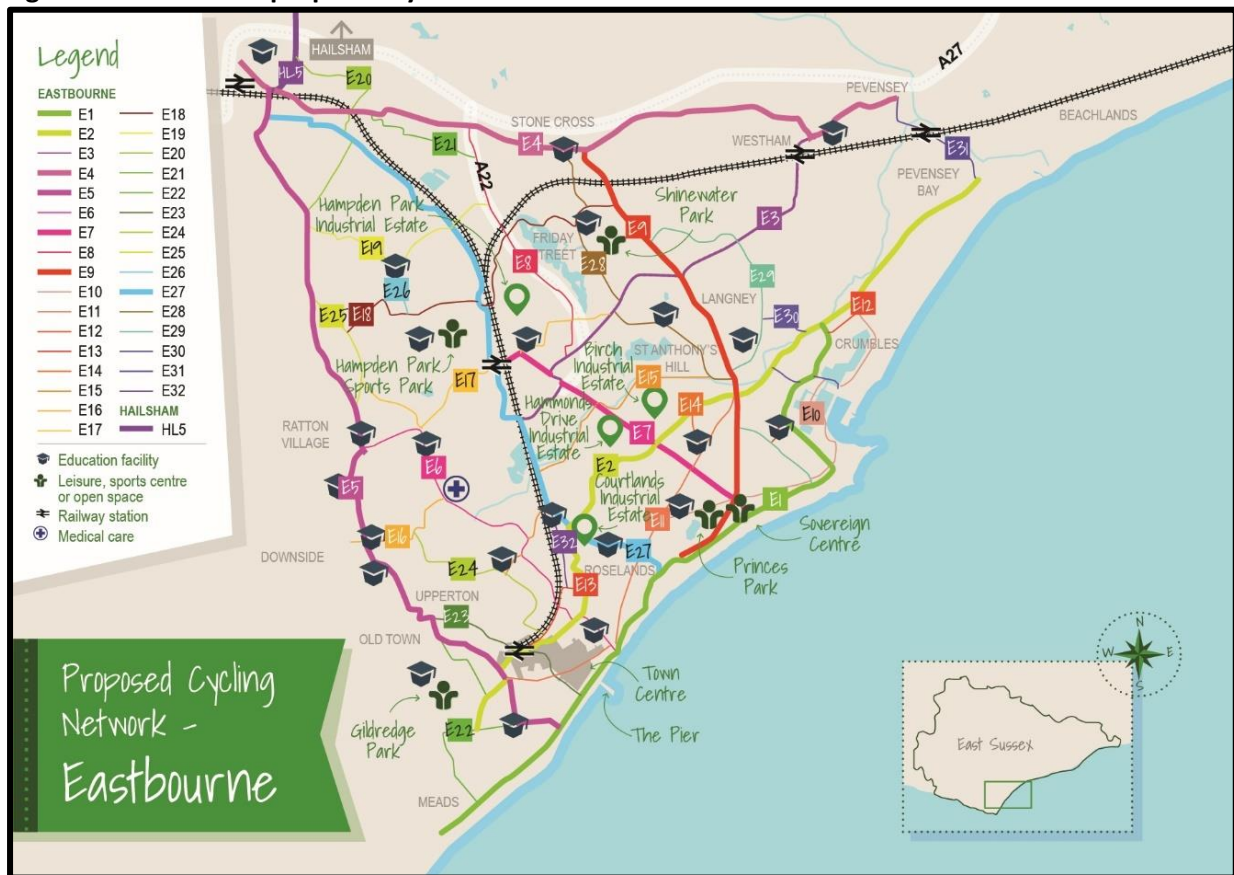 Legend
EASTBOURNE
E1
E2
E3
E4
E5
E6
E7
E8
E9
E10
E11
E12
E13
E14
E15
E16
E17
E18
E19
E20
E21
E22
E23
E24
E25
E26
E27
E28
E29
E30
E31
E32
HAILSHAM
HL5
Education facility
Leisure, sports centre
or open space
Railway station
Medical care
HAILSHAM
HL5
E20
A27
PEVENSEY
BEACHLANDS
STONE CROSS
WESTHAM
E21
E4
E31
A22
PEVENSEY
BAY
Hampden Park
Industrial Estate
Shinewater
Park
E3
E9
FRIDAY
STREET
E19
E8
E28
E29
E26
LANGNEY
E25
E18
E30
E12
CRUMBLES
ST ANTHONY'S
HILL
Birch
Industrial
Estate
Hampden Park
Sports Park
E17
E15
Hammonds
Drive
Industrial
Estate
E14
E10
RATTON
VILLAGE
E7
E6
E2
E5
Courtlands
Industrial
Estate
E1
E11
Sovereign
Centre
E16
E32
E27
DOWNSIDE
ROSELANDS
Princes
Park
E24
E13
UPPERTON
E23
OLD TOWN
Town
Centre
The Pier
Gildredge
Park
E22
MEADS
Proposed Cycling
Network -
Eastbourne
N
W
E
S
East Sussex